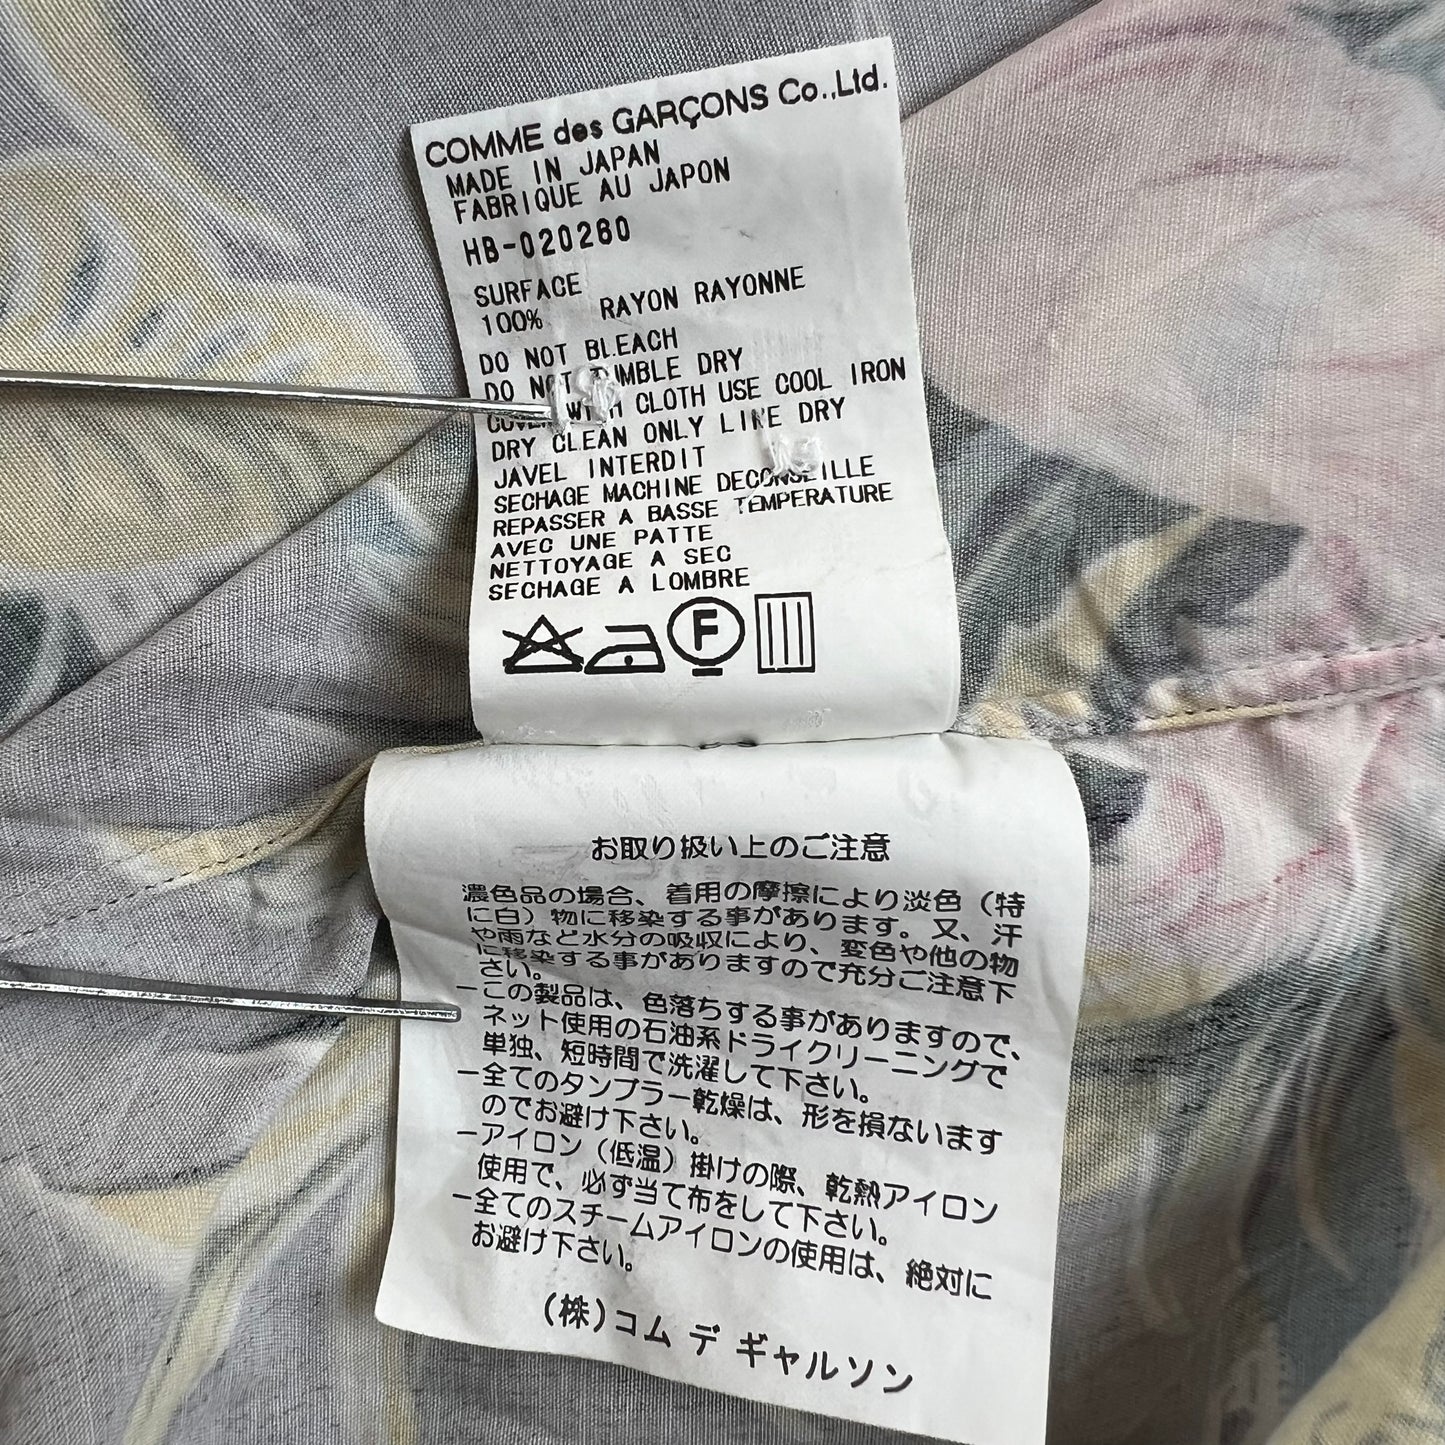 COMME des GARÇONS Co.,Ltd.
MADE IN JAPAN
FABRIQUE AU JAPON
HB-020260
SURFACE
100% RAYON RAYONNE
DO NOT BLEACH
DO NOT TUMBLE DRY
COVER WITH CLOTH USE COOL IRON
DRY CLEAN ONLY LINE DRY
JAVEL INTERDIT
SECHAGE MACHINE DECONSEILLE
REPASSER A BASSE TEMPERATURE
AVEC UNE PATTE
NETTOYAGE A SEC
SECHAGE A LOMBRE
F
お取り扱い上のご注意
濃色品の場合、着用の摩擦により淡色（特
に白）物に移染する事があります。又、汗
や雨など水分の吸収により、変色や他の物
に移染する事がありますので充分ご注意下
さい。
−この製品は、色落ちする事がありますので、
ネット使用の石油系ドライクリーニングで
単独、短時間で洗濯して下さい。
−全てのタンブラー乾燥は、形を損ないます
のでお避け下さい。
−アイロン（低温）掛けの際、乾熱アイロン
使用で、必ず当て布をして下さい。
−全てのスチームアイロンの使用は、絶対に
お避け下さい。
(株)コム デ ギャルソン